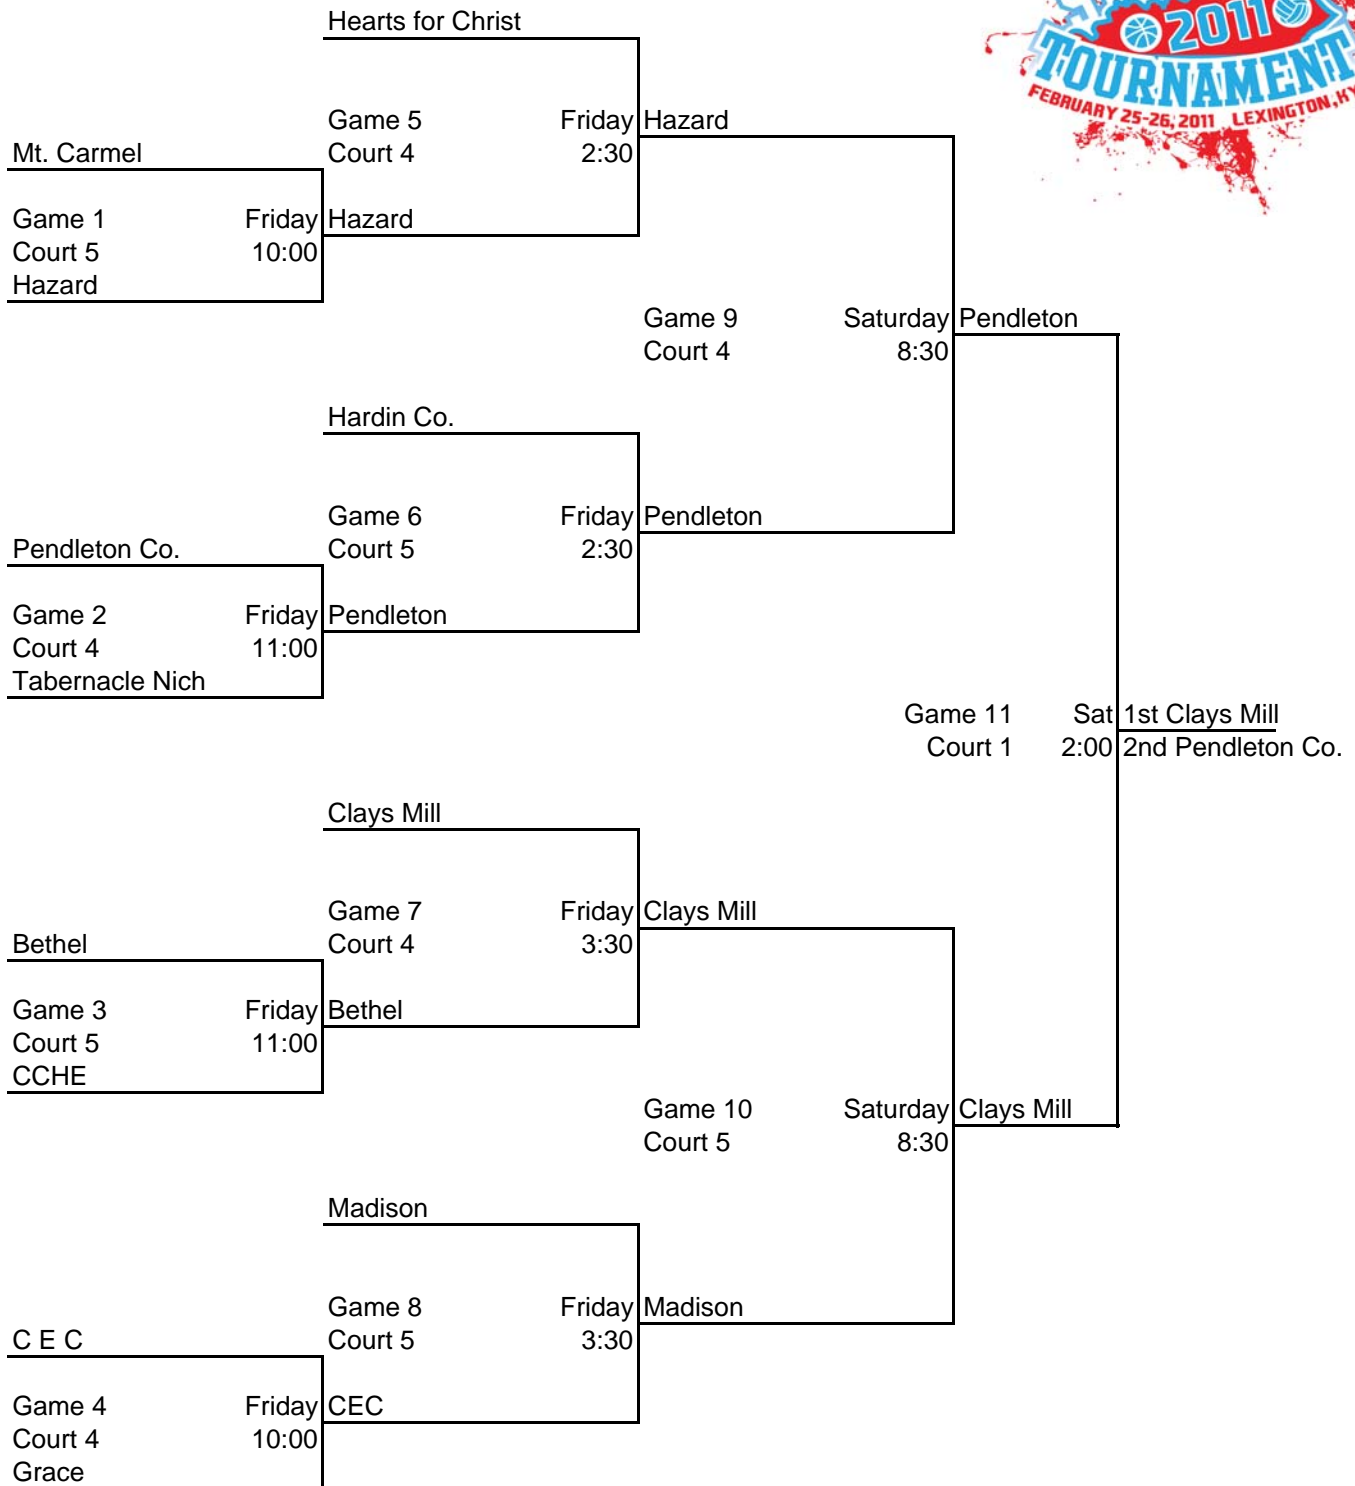 Hearts for Christ
2011
TOURNAMENT
FEBRUARY 25-26, 2011 LEXINGTON, KY
Game 5 Friday Hazard
Mt. Carmel Court 4 2:30
Game 1 Friday Hazard
Court 5 10:00
Hazard
Game 9 Saturday Pendleton
Court 4 8:30
Hardin Co.
Game 6 Friday Pendleton
Pendleton Co. Court 5 2:30
Game 2 Friday Pendleton
Court 4 11:00
Tabernacle Nich
Game 11 Sat 1st Clays Mill
Court 1 2:00 2nd Pendleton Co.
Clays Mill
Game 7 Friday Clays Mill
Bethel Court 4 3:30
Game 3 Friday Bethel
Court 5 11:00
CCHE
Game 10 Saturday Clays Mill
Court 5 8:30
Madison
Game 8 Friday Madison
C E C Court 5 3:30
Game 4 Friday CEC
Court 4 10:00
Grace